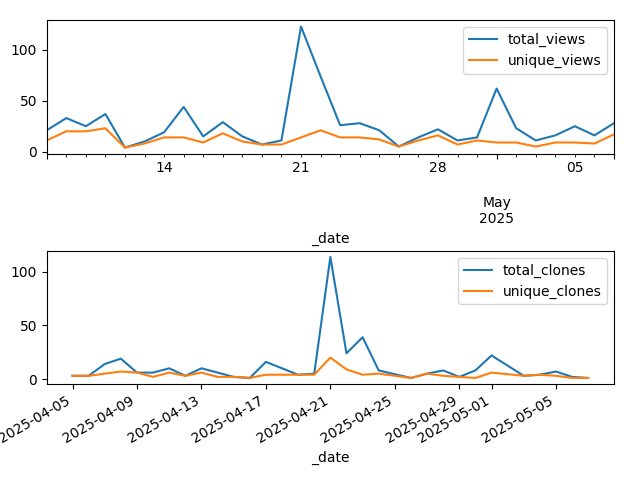 total_views
unique_views
100
50
0
14
21
28
05
May
2025
_date
total_clones
unique_clones
100
50
0
2025-04-05
2025-04-09
2025-04-13
2025-04-17
2025-04-21
2025-04-25
2025-04-29
2025-05-01
2025-05-05
_date